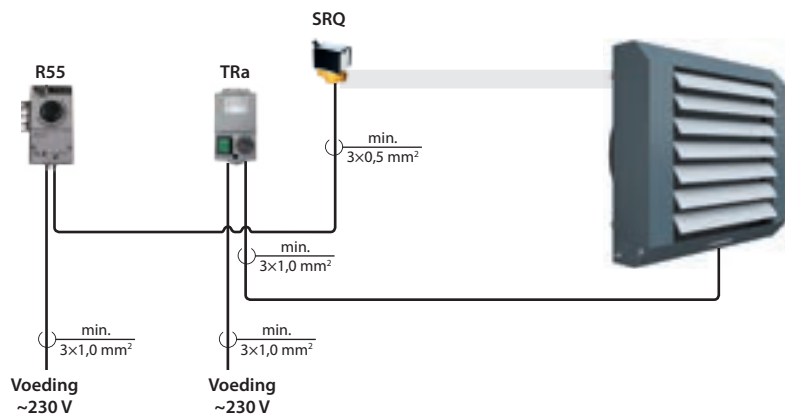 SRQ
R55
TRa
min.
3×0,5 mm²
min.
3×1,0 mm²
min.
3×1,0 mm²
min.
3×1,0 mm²
Voeding
~230 V
Voeding
~230 V